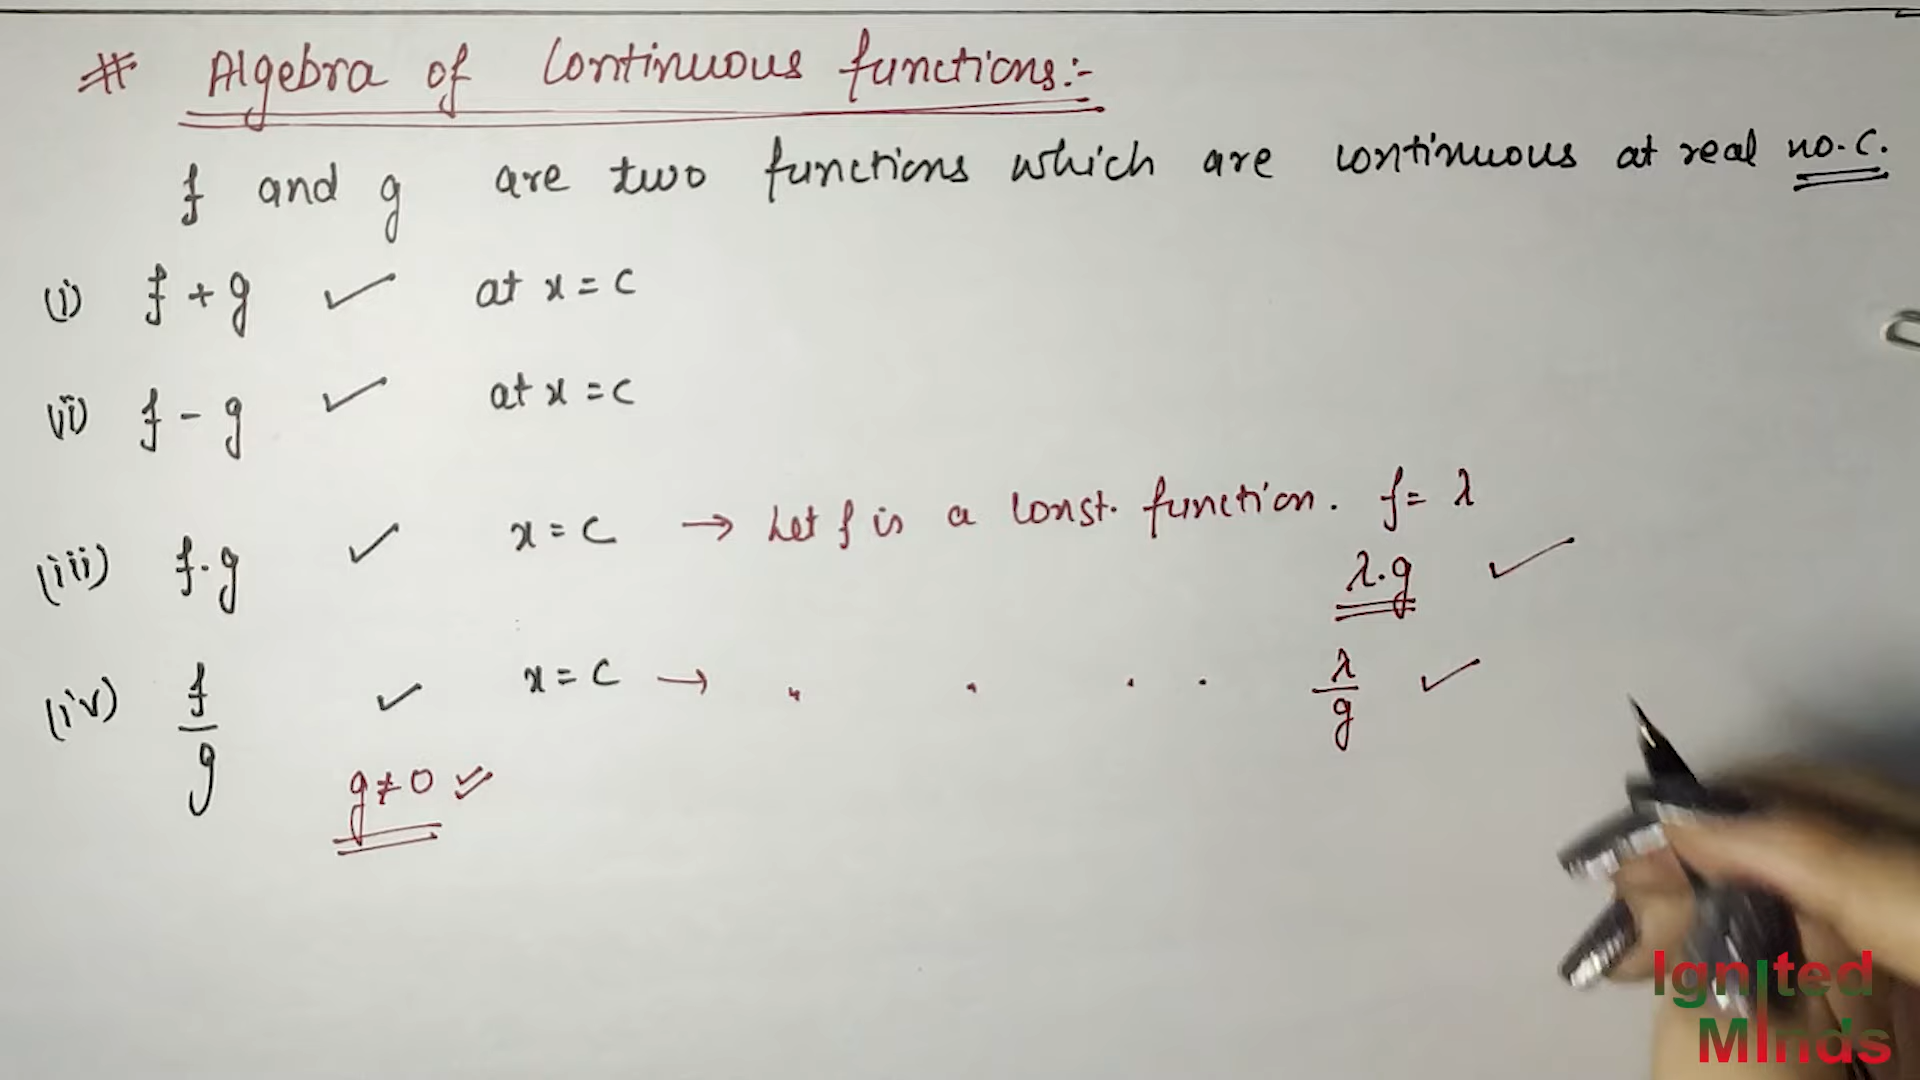 # Algebra of Continuous functions:-
f and g are two functions which are continuous at real no. c.
(i) f + g ✓ at x = c
(ii) f - g ✓ at x = c
(iii) f.g ✓ x = c → Let f is a const. function. f = λ
λ.g ✓
(iv) f/g ✓ x = c → " " " " λ/g ✓
g ≠ 0 ✓
Ignited
Minds